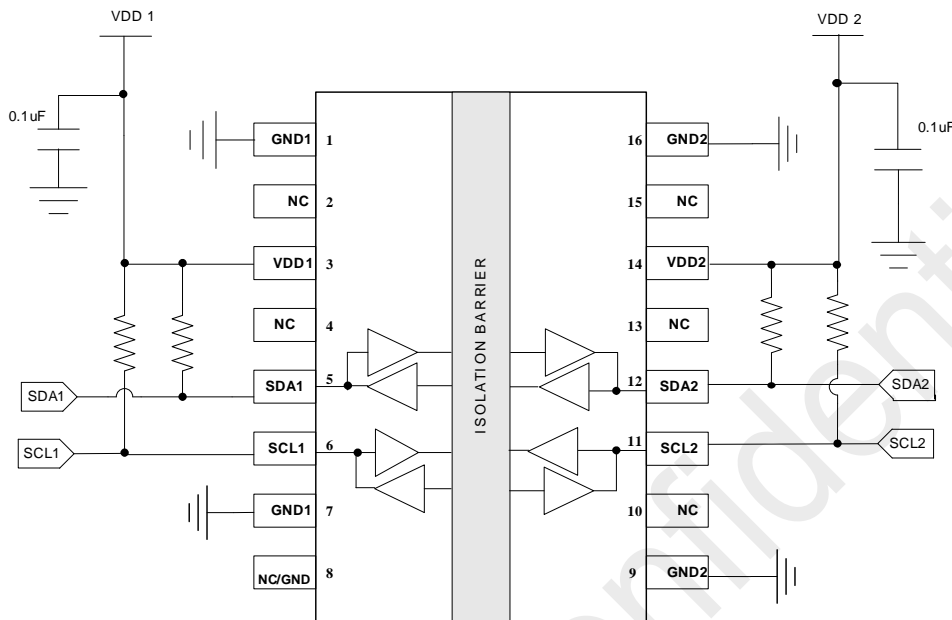 VDD 1
VDD 2
0.1uF
0.1uF
GND1 1
16 GND2
NC 2
15 NC
VDD1 3
14 VDD2
NC 4
13 NC
ISOLATION BARRIER
SDA1 5
12 SDA2
SDA1
SDA2
SCL1 6
11 SCL2
SCL1
SCL2
GND1 7
10 NC
NC/GND 8
9 GND2
onfidenti